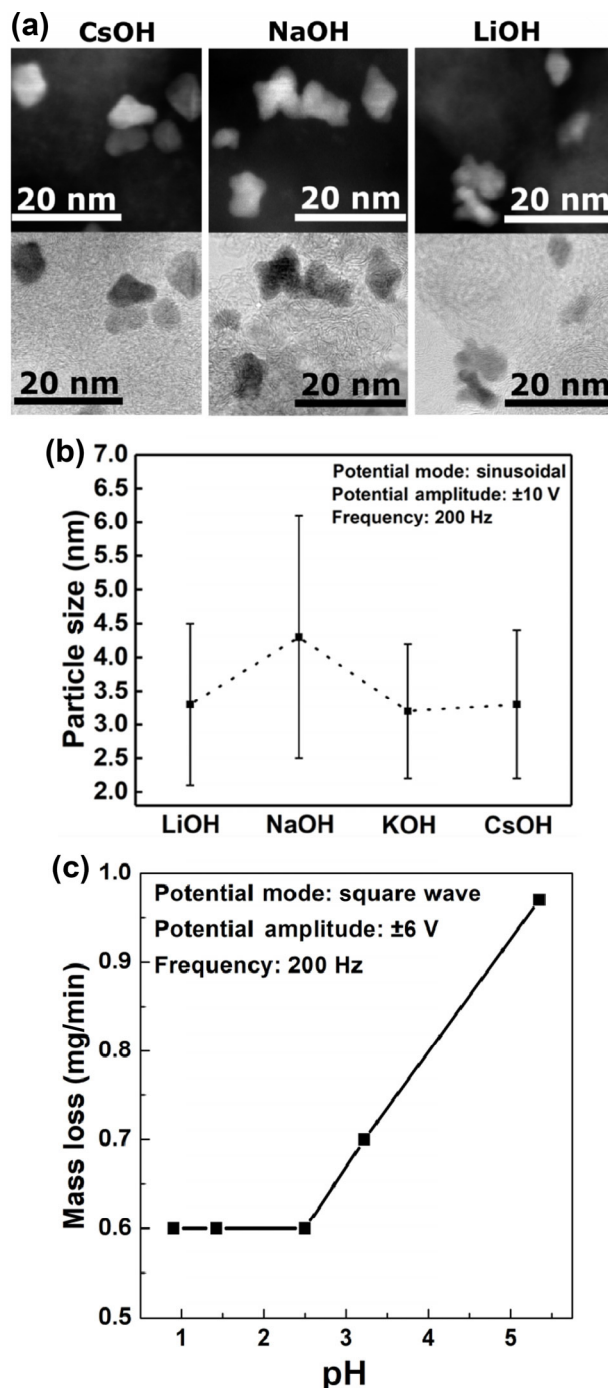 (a)
CsOH NaOH LiOH
20 nm 20 nm 20 nm
20 nm 20 nm 20 nm
(b)
7.0
6.5
6.0
5.5
5.0
4.5
4.0
3.5
3.0
2.5
2.0
Particle size (nm)
Potential mode: sinusoidal
Potential amplitude: ±10 V
Frequency: 200 Hz
LiOH NaOH KOH CsOH
(c)
1.0
0.9
0.8
0.7
0.6
0.5
Mass loss (mg/min)
Potential mode: square wave
Potential amplitude: ±6 V
Frequency: 200 Hz
1 2 3 4 5
pH